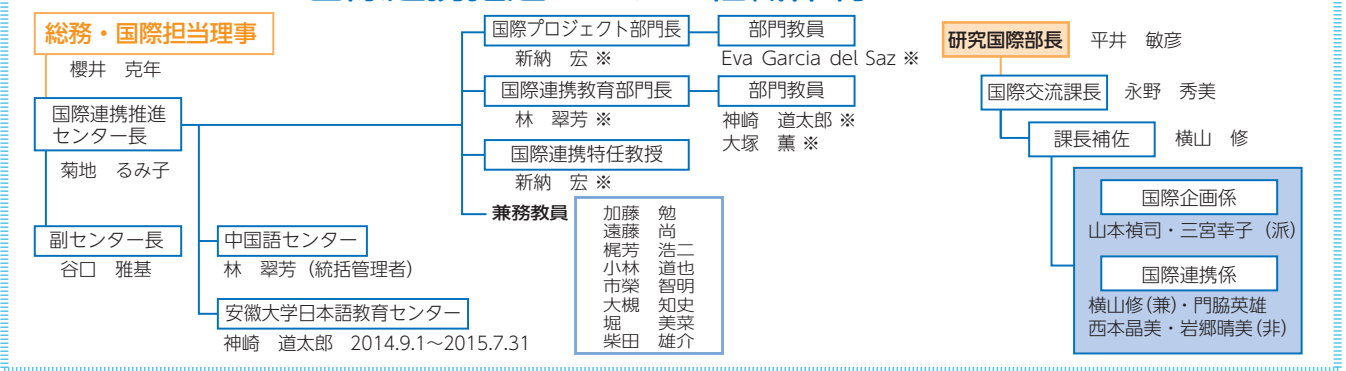 総務・国際担当理事
櫻井　克年
国際連携推進
センター長
菊地　るみ子
副センター長
谷口　雅基
中国語センター
林　翠芳（統括管理者）
安徽大学日本語教育センター
神崎　道太郎　2014.9.1～2015.7.31
国際プロジェクト部門長
新納　宏 ※
部門教員
Eva Garcia del Saz ※
国際連携教育部門長
林　翠芳 ※
部門教員
神崎　道太郎 ※
大塚　薫 ※
国際連携特任教授
新納　宏 ※
兼務教員
加藤　勉
遠藤　尚
梶芳　浩二
小林　道也
市榮　智明
大槻　知史
堀　美菜
柴田　雄介
研究国際部長　平井　敏彦
国際交流課長　永野　秀美
課長補佐　横山　修
国際企画係
山本禎司・三宮幸子（派）
国際連携係
横山修(兼)・門脇英雄
西本晶美・岩郷晴美(非)